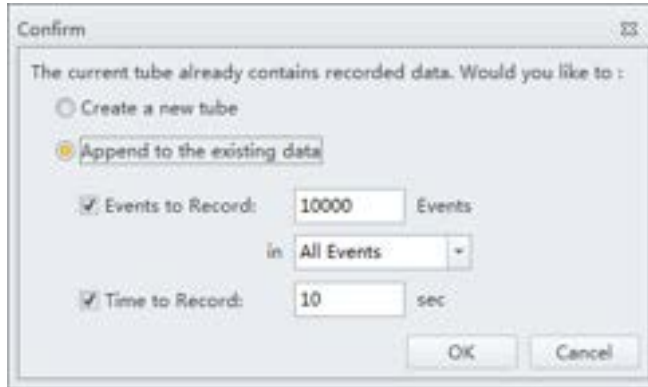 Confirm
The current tube already contains recorded data. Would you like to :
Create a new tube
Append to the existing data
Events to Record: 10000 Events
in All Events
Time to Record: 10 sec
OK Cancel